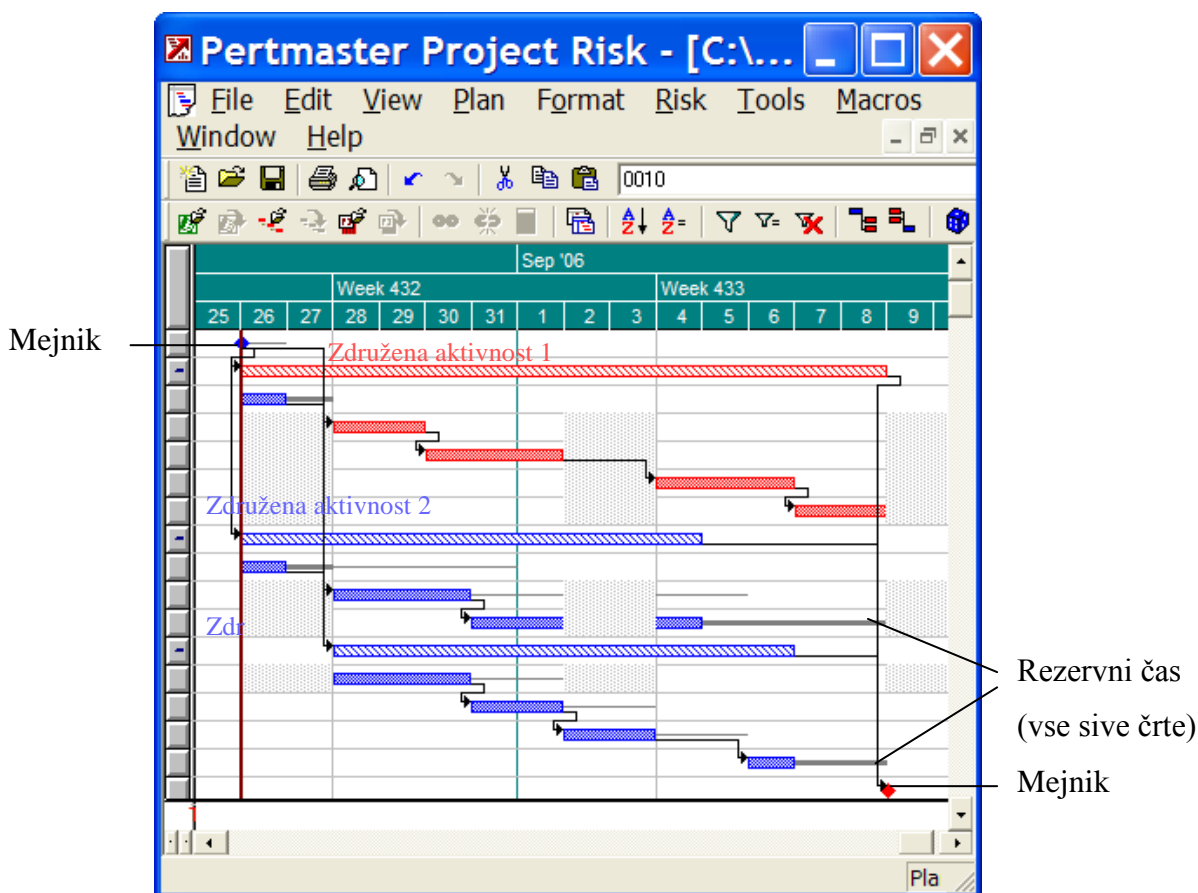 Pertmaster Project Risk - [C:\...
File Edit View Plan Format Risk Tools Macros
Window Help
0010
Sep '06
Week 432 Week 433
25 26 27 28 29 30 31 1 2 3 4 5 6 7 8 9
Mejnik
Združena aktivnost 1
Združena aktivnost 2
Zdr
Rezervni čas
(vse sive črte)
Mejnik
1
Pla